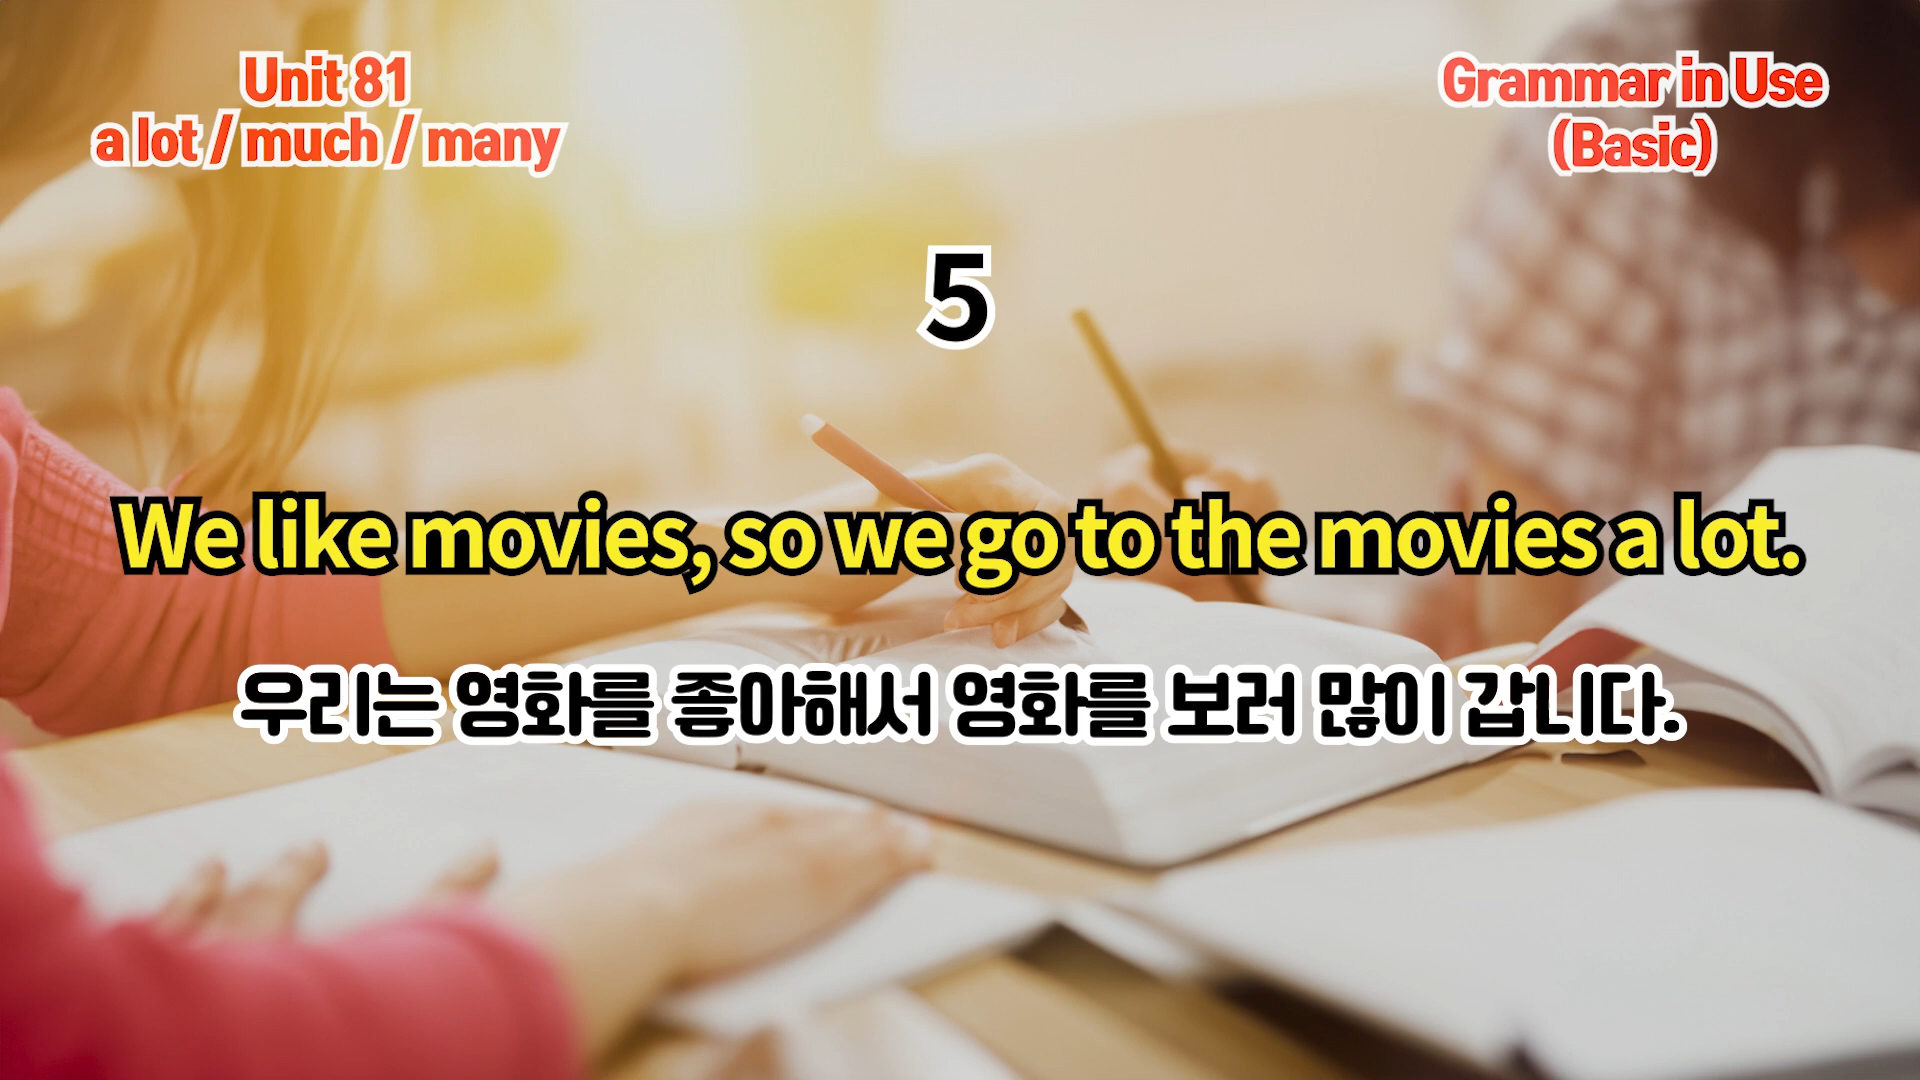 Unit 81
a lot / much / many
Grammar in Use
(Basic)
5
We like movies, so we go to the movies a lot.
우리는 영화를 좋아해서 영화를 보러 많이 갑니다.